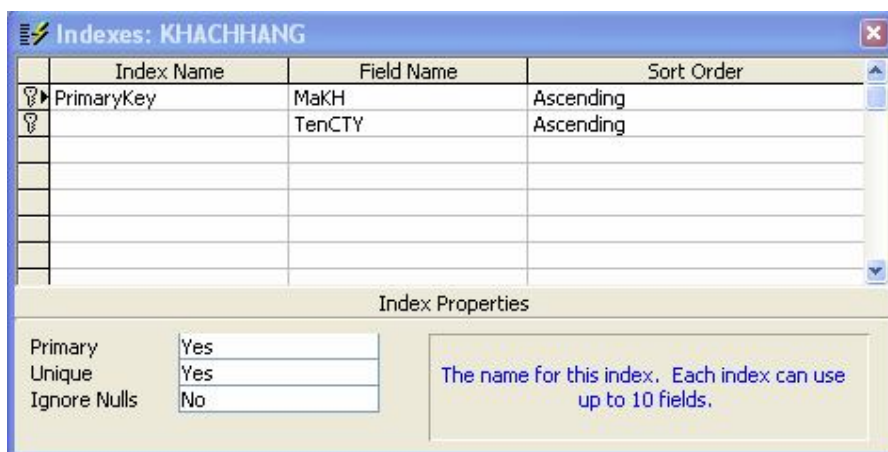 Indexes: KHACHHANG
Index Name Field Name Sort Order
PrimaryKey MaKH Ascending
TenCTY Ascending
Index Properties
Primary Yes
Unique Yes
Ignore Nulls No
The name for this index. Each index can use
up to 10 fields.